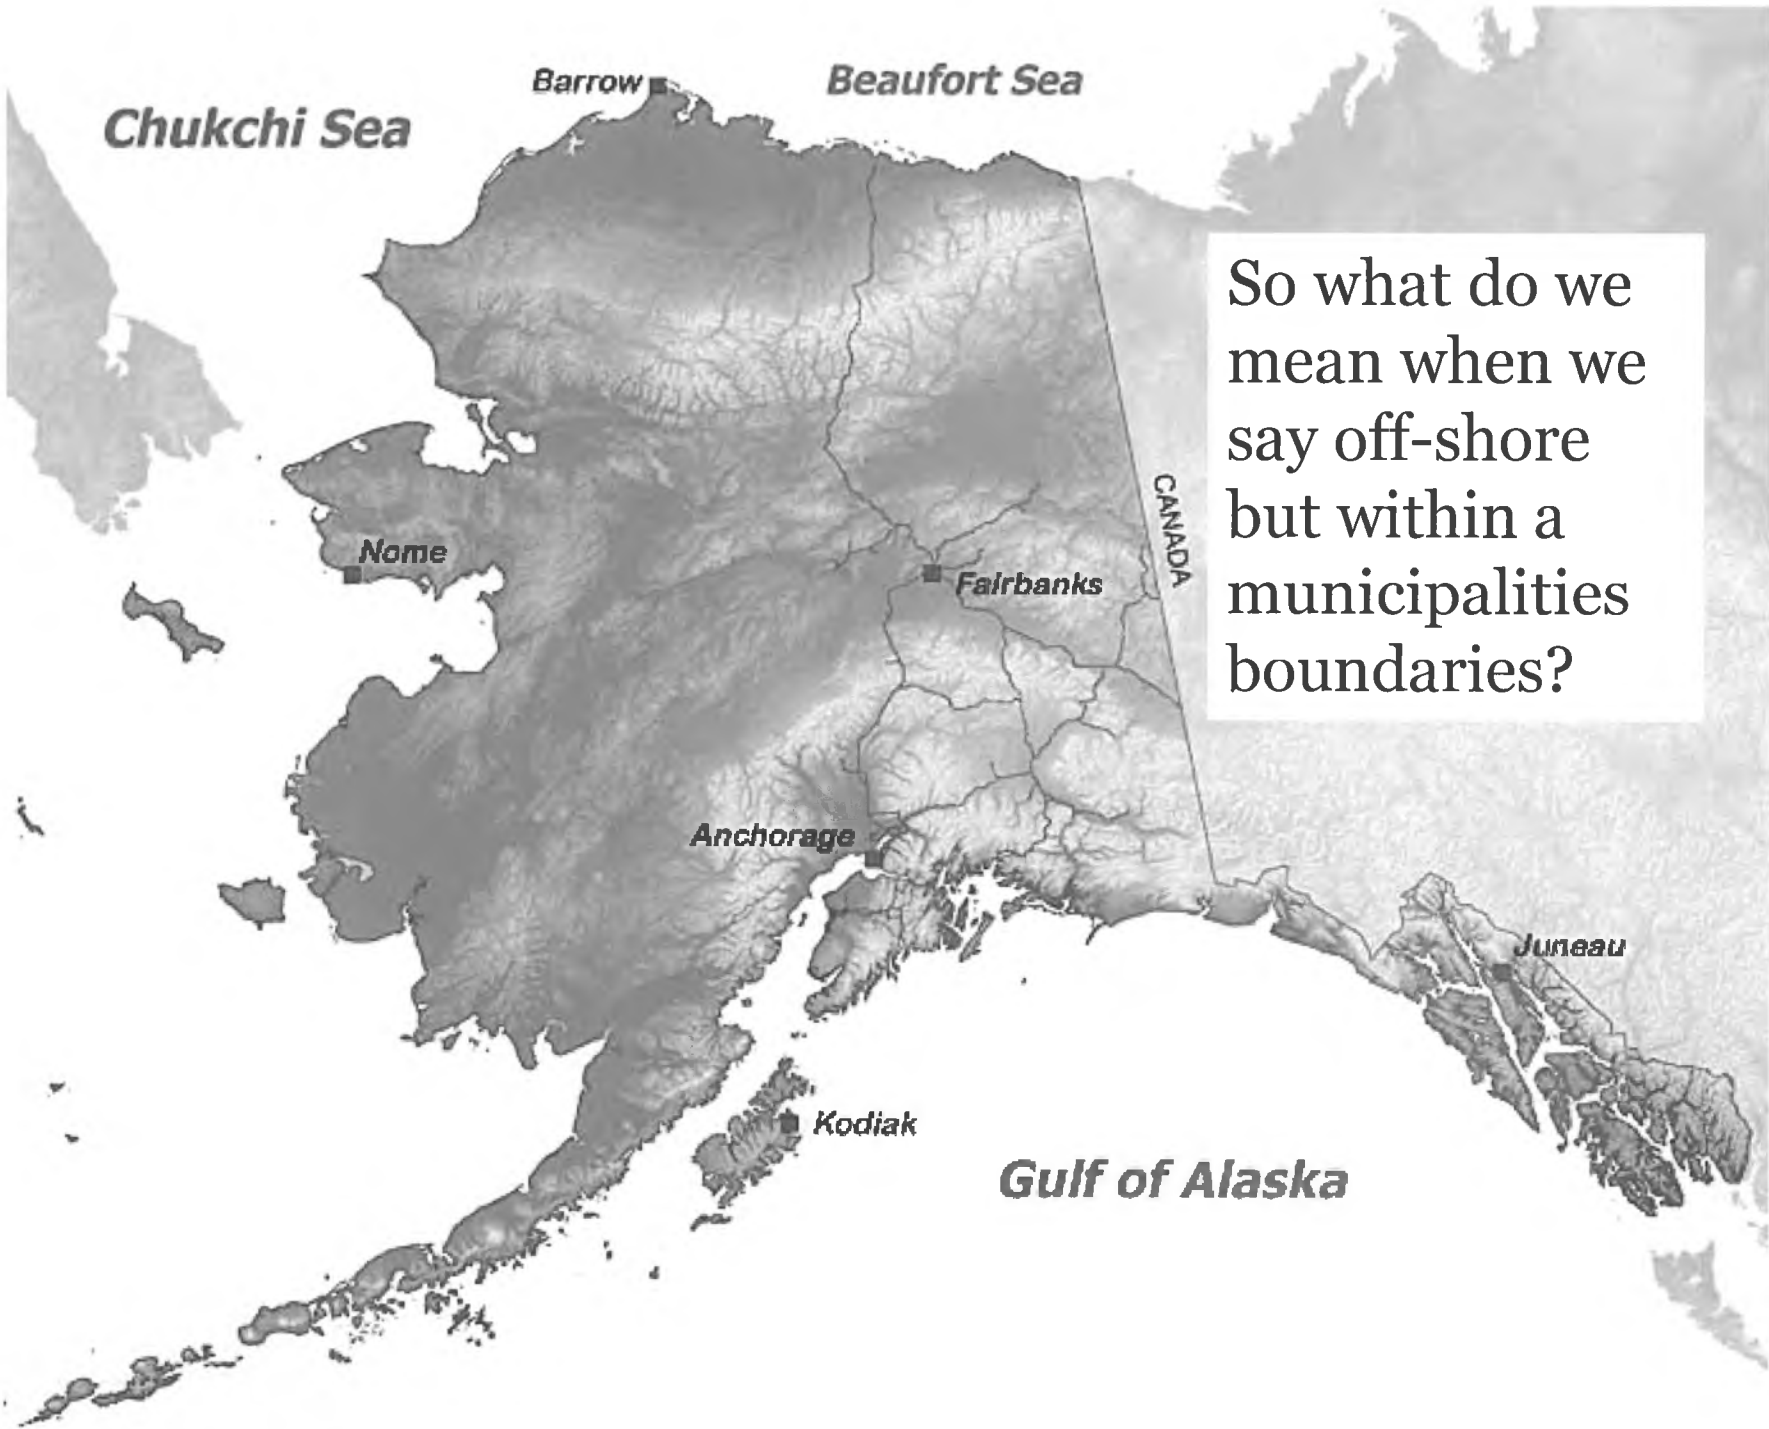 Barrow
Beaufort Sea
Chukchi Sea
So what do we
mean when we
say off-shore
but within a
municipalities
boundaries?
CANADA
Nome
Fairbanks
Anchorage
Juneau
Kodiak
Gulf of Alaska